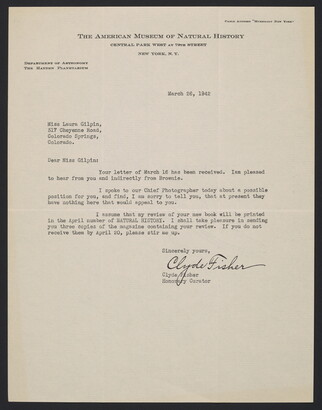 CABLE ADDRESS "MUSEOLOGY NEW YORK"
THE AMERICAN MUSEUM OF NATURAL HISTORY
CENTRAL PARK WEST AT 79TH STREET
NEW YORK, N. Y.
DEPARTMENT OF ASTRONOMY
THE HAYDEN PLANETARIUM
March 26, 1942
Miss Laura Gilpin,
317 Cheyenne Road,
Colorado Springs,
Colorado.
Dear Miss Gilpin:
Your letter of March 16 has been received. I am pleased
to hear from you and indirectly from Brownie.
I spoke to our Chief Photographer today about a possible
position for you, and find, I am sorry to tell you, that at present they
have nothing here that would appeal to you.
I assume that my review of your new book will be printed
in the April number of NATURAL HISTORY. I shall take pleasure in sending
you three copies of the magazine containing your review. If you do not
receive them by April 20, please stir me up.
Sincerely yours,
Clyde Fisher
Clyde Fisher
Honorary Curator